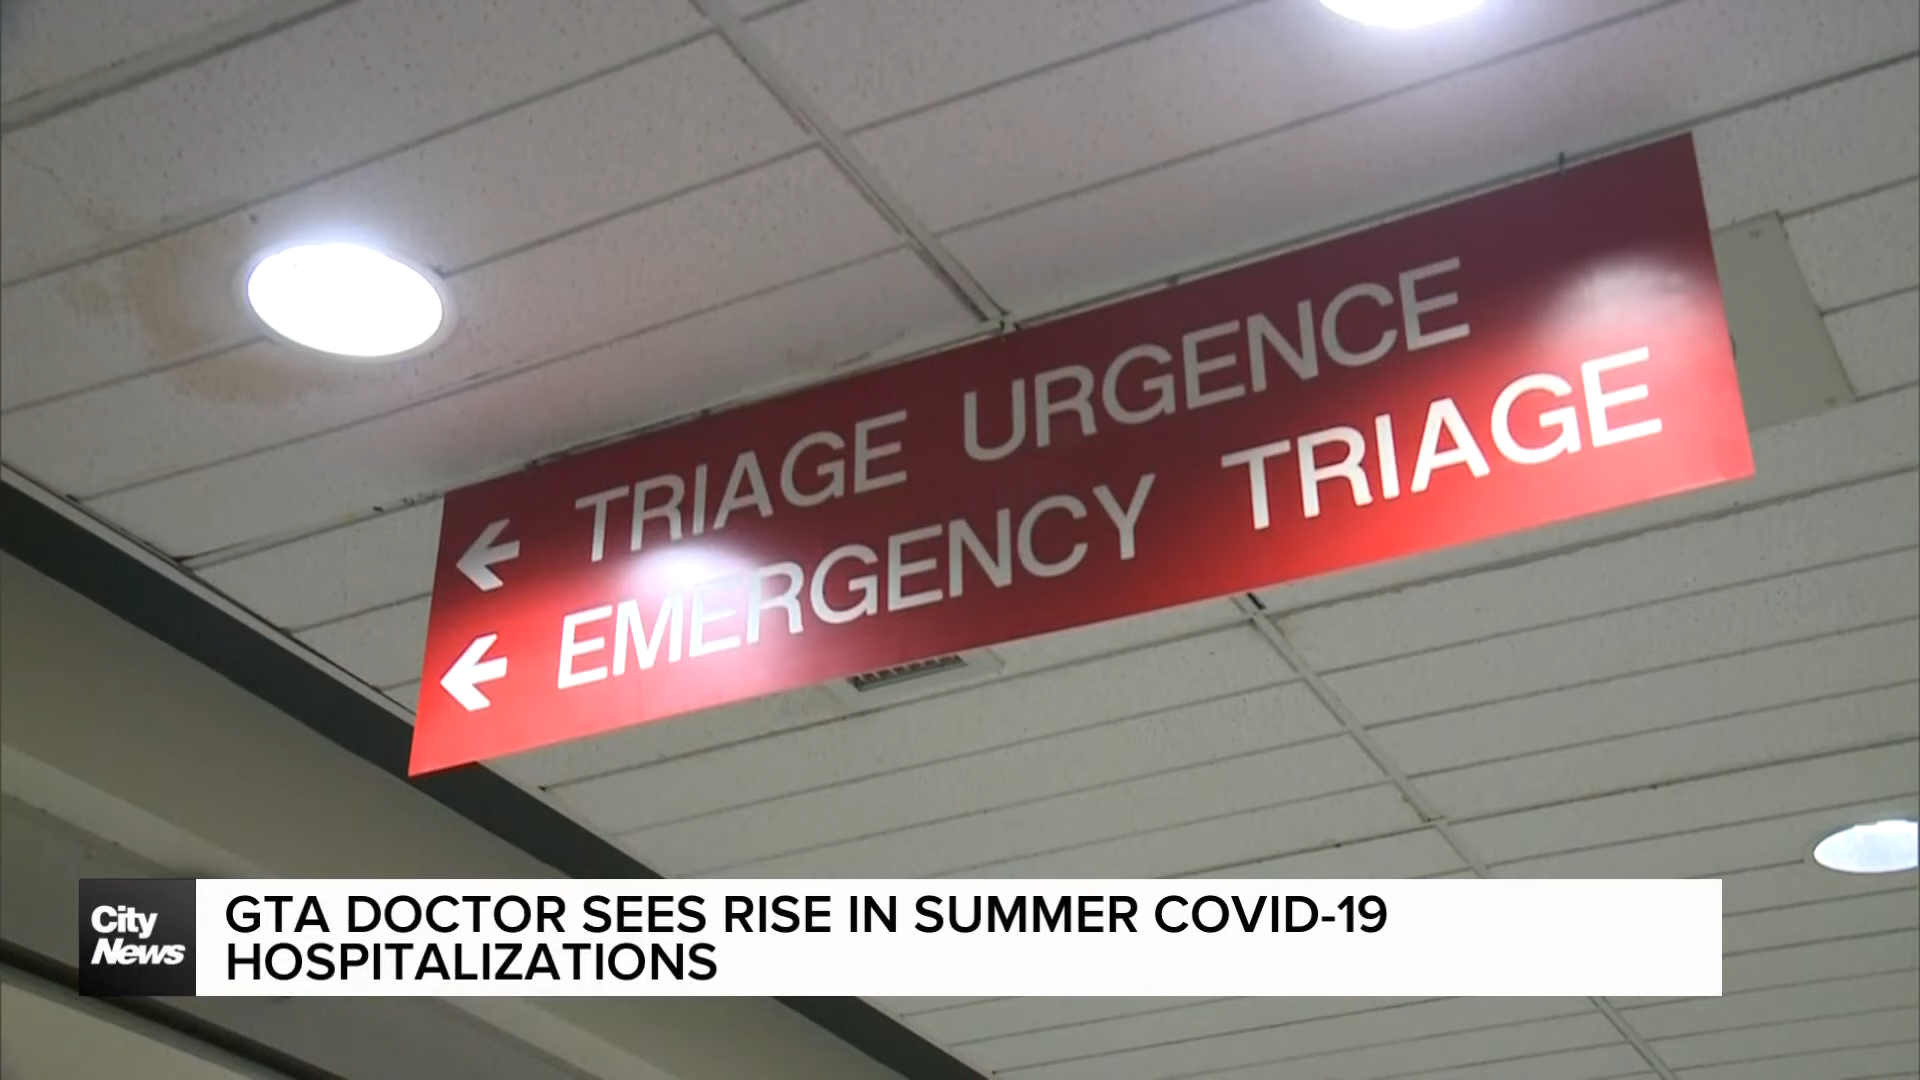 ← TRIAGE URGENCE
← EMERGENCY TRIAGE
City
News
GTA DOCTOR SEES RISE IN SUMMER COVID-19
HOSPITALIZATIONS